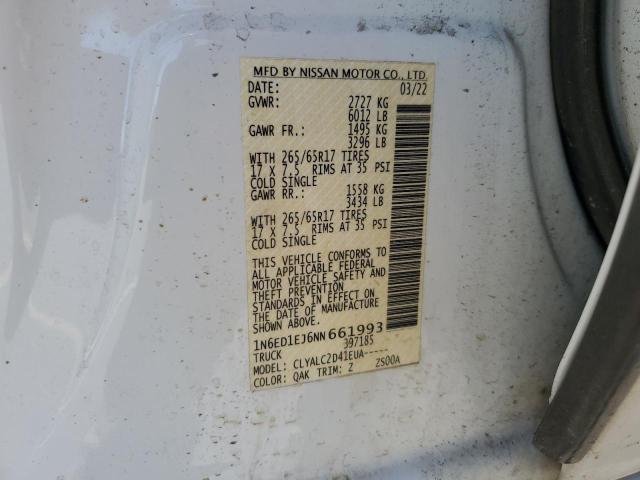 MFD BY NISSAN MOTOR CO., LTD.
DATE: 03/22
GVWR: 2727 KG
6012 LB
GAWR FR.: 1495 KG
3296 LB
WITH 265/65R17 TIRES
17 X 7.5 RIMS AT 35 PSI
COLD SINGLE
GAWR RR.: 1558 KG
3434 LB
WITH 265/65R17 TIRES
17 X 7.5 RIMS AT 35 PSI
COLD SINGLE
THIS VEHICLE CONFORMS TO
ALL APPLICABLE FEDERAL
MOTOR VEHICLE SAFETY AND
THEFT PREVENTION
STANDARDS IN EFFECT ON
THE DATE OF MANUFACTURE
SHOWN ABOVE.
1N6ED1EJ6NN661993
TRUCK 397185
MODEL: CLYALC2D41EUA-----
COLOR: QAK TRIM: Z ZS00A